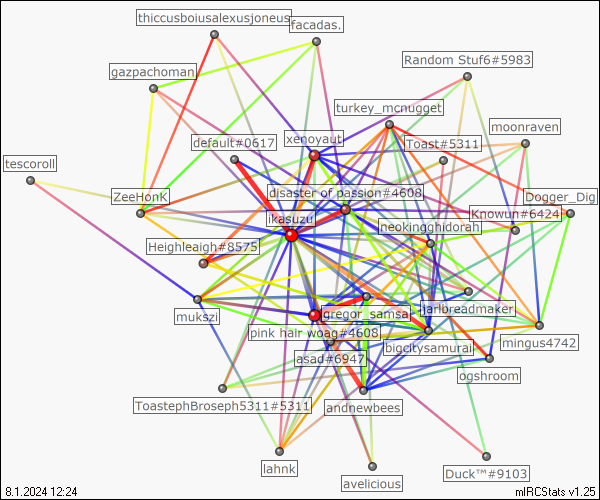 thiccusboiusalexusjoneus
facadas.
Random Stuf6#5983
gazpachoman
turkey_mcnugget
moonraven
default#0617
xenoyaut
Toast#5311
tescoroll
ZeeHonK
disaster of passion#4608
Dogger_Dig
ikasuzu
Knowun#6424
neokingghidorah
Heighleaigh#8575
mukszi
gregor_samsa
jarlbreadmaker
pink hair woag#4608
bigcitysamurai
mingus4742
asad#6947
ogshroom
ToastephBroseph5311#5311
andnewbees
lahnk
avelicious
Duck™#9103
8.1.2024 12:24
mIRCStats v1.25